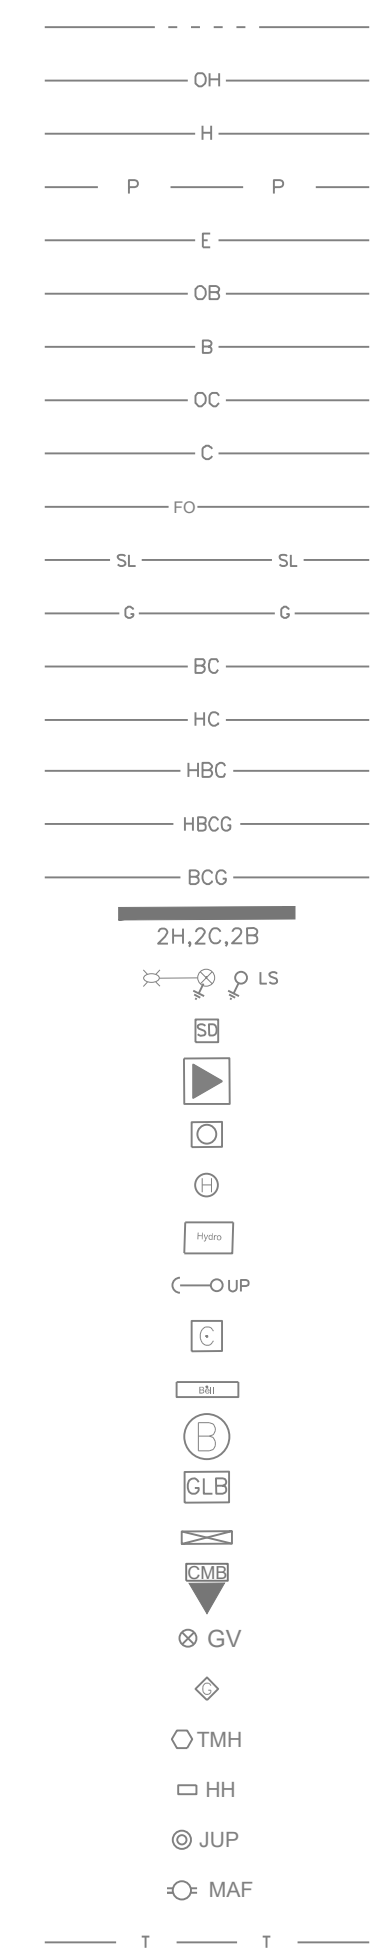 OH
H
P P
E
OB
B
OC
C
FO
SL SL
G G
BC
HC
HBC
HBCG
BCG
2H,2C,2B
LS
SD
H
Hydro
UP
C
Bell
B
GLB
CMB
GV
G
TMH
HH
JUP
MAF
T T